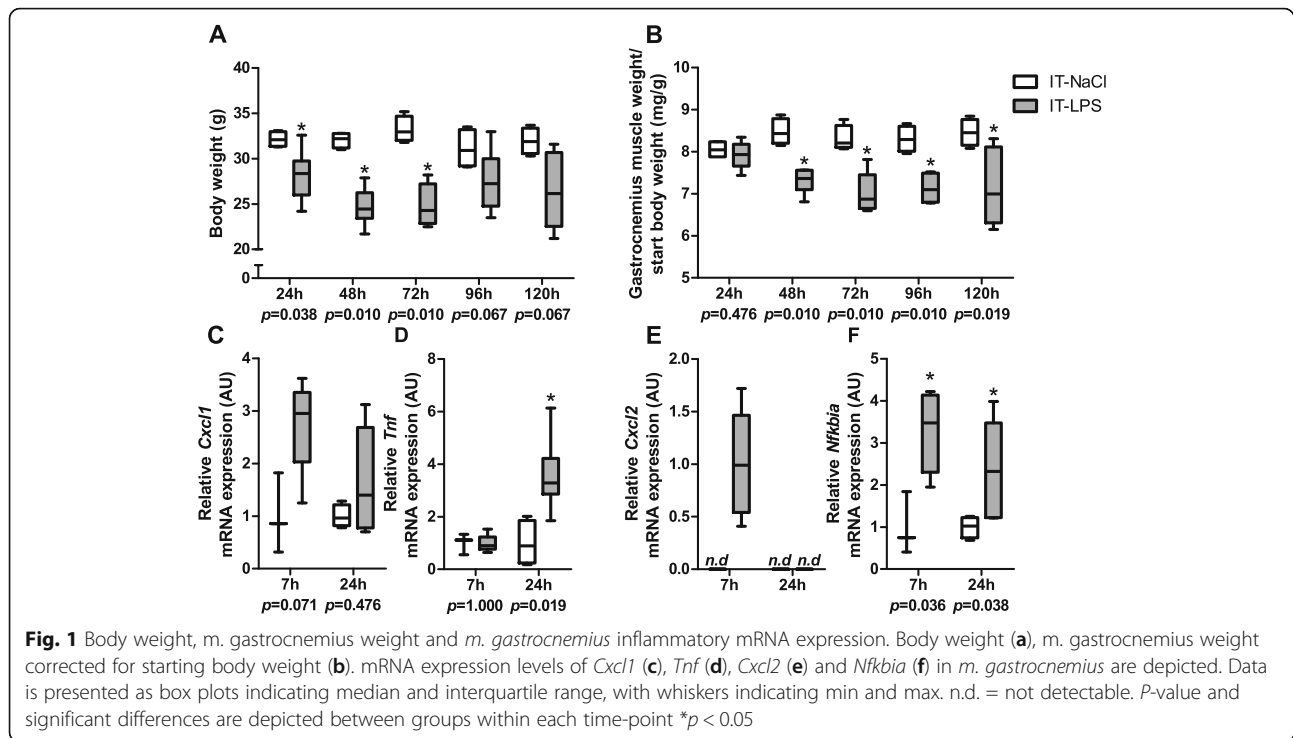 A
Body weight (g)
40
35
30
25
20
0
* * *
24h 48h 72h 96h 120h
p=0.038 p=0.010 p=0.010 p=0.067 p=0.067
B
Gastrocnemius muscle weight/
start body weight (mg/g)
10
9
8
7
6
5
* * * *
24h 48h 72h 96h 120h
p=0.476 p=0.010 p=0.010 p=0.010 p=0.019
IT-NaCl
IT-LPS
C
Relative Cxcl1
mRNA expression (AU)
4
3
2
1
0
7h 24h
p=0.071 p=0.476
D
Relative Tnf
mRNA expression (AU)
8
6
4
2
0
*
7h 24h
p=1.000 p=0.019
E
Relative Cxcl2
mRNA expression (AU)
2.0
1.5
1.0
0.5
0.0
n.d n.d n.d
7h 24h
F
Relative Nfkbia
mRNA expression (AU)
5
4
3
2
1
0
* *
7h 24h
p=0.036 p=0.038
Fig. 1 Body weight, m. gastrocnemius weight and m. gastrocnemius inflammatory mRNA expression. Body weight (a), m. gastrocnemius weight
corrected for starting body weight (b). mRNA expression levels of Cxcl1 (c), Tnf (d), Cxcl2 (e) and Nfkbia (f) in m. gastrocnemius are depicted. Data
is presented as box plots indicating median and interquartile range, with whiskers indicating min and max. n.d. = not detectable. P-value and
significant differences are depicted between groups within each time-point *p < 0.05